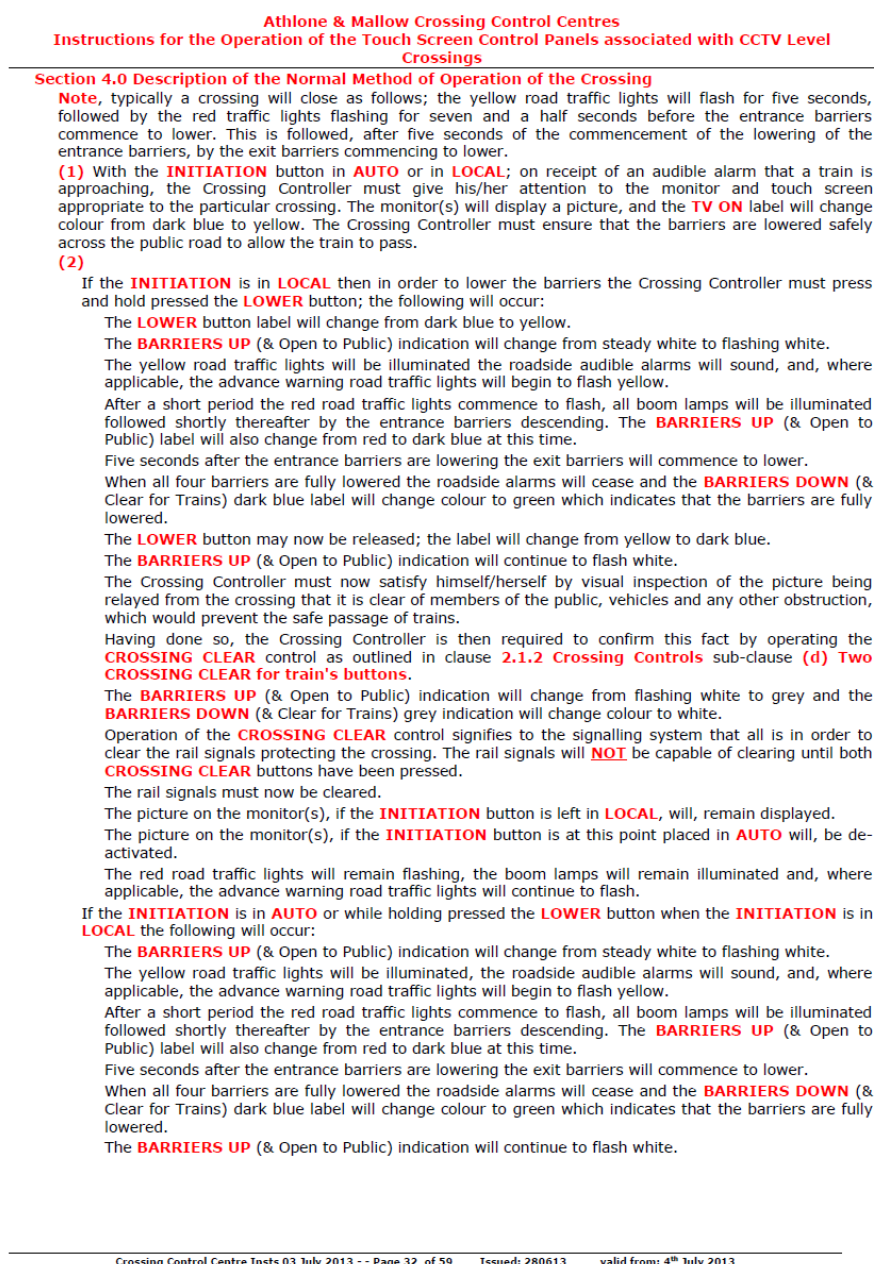 Athlone & Mallow Crossing Control Centres
Instructions for the Operation of the Touch Screen Control Panels associated with CCTV Level
Crossings
Section 4.0 Description of the Normal Method of Operation of the Crossing
Note, typically a crossing will close as follows; the yellow road traffic lights will flash for five seconds,
followed by the red traffic lights flashing for seven and a half seconds before the entrance barriers
commence to lower. This is followed, after five seconds of the commencement of the lowering of the
entrance barriers, by the exit barriers commencing to lower.
(1) With the INITIATION button in AUTO or in LOCAL; on receipt of an audible alarm that a train is
approaching, the Crossing Controller must give his/her attention to the monitor and touch screen
appropriate to the particular crossing. The monitor(s) will display a picture, and the TV ON label will change
colour from dark blue to yellow. The Crossing Controller must ensure that the barriers are lowered safely
across the public road to allow the train to pass.
(2)
If the INITIATION is in LOCAL then in order to lower the barriers the Crossing Controller must press
and hold pressed the LOWER button; the following will occur:
The LOWER button label will change from dark blue to yellow.
The BARRIERS UP (& Open to Public) indication will change from steady white to flashing white.
The yellow road traffic lights will be illuminated the roadside audible alarms will sound, and, where
applicable, the advance warning road traffic lights will begin to flash yellow.
After a short period the red road traffic lights commence to flash, all boom lamps will be illuminated
followed shortly thereafter by the entrance barriers descending. The BARRIERS UP (& Open to
Public) label will also change from red to dark blue at this time.
Five seconds after the entrance barriers are lowering the exit barriers will commence to lower.
When all four barriers are fully lowered the roadside alarms will cease and the BARRIERS DOWN (&
Clear for Trains) dark blue label will change colour to green which indicates that the barriers are fully
lowered.
The LOWER button may now be released; the label will change from yellow to dark blue.
The BARRIERS UP (& Open to Public) indication will continue to flash white.
The Crossing Controller must now satisfy himself/herself by visual inspection of the picture being
relayed from the crossing that it is clear of members of the public, vehicles and any other obstruction,
which would prevent the safe passage of trains.
Having done so, the Crossing Controller is then required to confirm this fact by operating the
CROSSING CLEAR control as outlined in clause 2.1.2 Crossing Controls sub-clause (d) Two
CROSSING CLEAR for train's buttons.
The BARRIERS UP (& Open to Public) indication will change from flashing white to grey and the
BARRIERS DOWN (& Clear for Trains) grey indication will change colour to white.
Operation of the CROSSING CLEAR control signifies to the signalling system that all is in order to
clear the rail signals protecting the crossing. The rail signals will NOT be capable of clearing until both
CROSSING CLEAR buttons have been pressed.
The rail signals must now be cleared.
The picture on the monitor(s), if the INITIATION button is left in LOCAL, will, remain displayed.
The picture on the monitor(s), if the INITIATION button is at this point placed in AUTO will, be de-
activated.
The red road traffic lights will remain flashing, the boom lamps will remain illuminated and, where
applicable, the advance warning road traffic lights will continue to flash.
If the INITIATION is in AUTO or while holding pressed the LOWER button when the INITIATION is in
LOCAL the following will occur:
The BARRIERS UP (& Open to Public) indication will change from steady white to flashing white.
The yellow road traffic lights will be illuminated, the roadside audible alarms will sound, and, where
applicable, the advance warning road traffic lights will begin to flash yellow.
After a short period the red road traffic lights commence to flash, all boom lamps will be illuminated
followed shortly thereafter by the entrance barriers descending. The BARRIERS UP (& Open to
Public) label will also change from red to dark blue at this time.
Five seconds after the entrance barriers are lowering the exit barriers will commence to lower.
When all four barriers are fully lowered the roadside alarms will cease and the BARRIERS DOWN (&
Clear for Trains) dark blue label will change colour to green which indicates that the barriers are fully
lowered.
The BARRIERS UP (& Open to Public) indication will continue to flash white.
Crossing Control Centre Insts 03 July 2013 - - Page 32 of 59 Issued: 280613 valid from: 4th July 2013